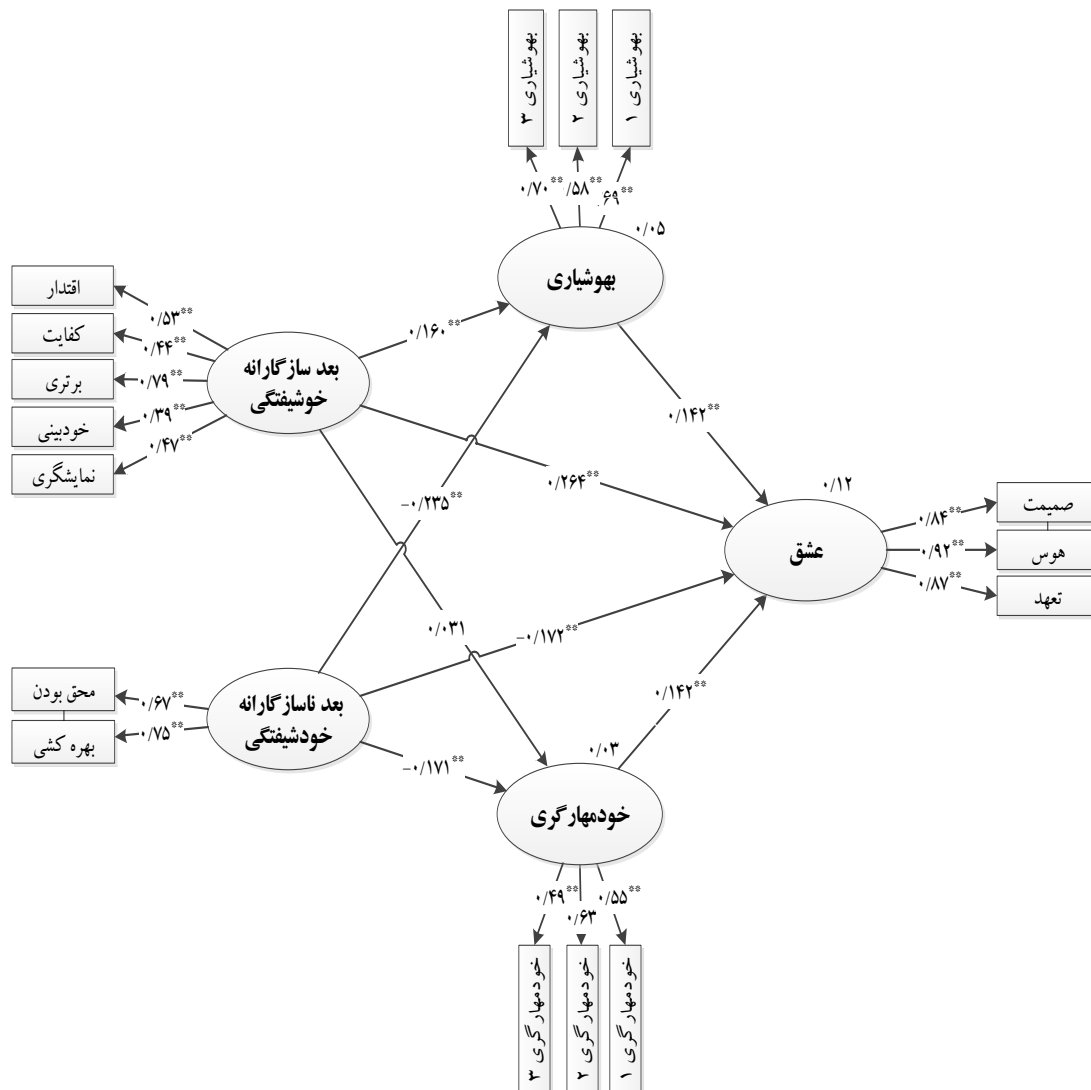 بهوشیاری ۳
بهوشیاری ۲
بهوشیاری ۱
۰/۷۰**
/۵۸**
۶۹**
۰/۰۵
بهوشیاری
اقتدار
کفایت
برتری
خودبینی
نمایشگری
۰/۵۳**
۰/۴۴**
۰/۷۹**
۰/۳۹**
۰/۴۷**
بعد سازگارانه
خوشیفتگی
۰/۱۶۰**
۰/۲۶۴**
−۰/۲۳۵**
۰/۰۳۱
۰/۱۴۲**
۰/۱۲
عشق
۰/۸۴**
۰/۹۲**
۰/۸۷**
صمیمت
هوس
تعهد
محق بودن
بهره کشی
۰/۶۷**
۰/۷۵**
بعد ناسازگارانه
خودشیفتگی
−۰/۱۷۲**
−۰/۱۷۱**
۰/۱۴۲**
۰/۰۳
خودمهارگری
۰/۴۹**
۰/۶۳
۰/۵۵**
خودمهارگری ۳
خودمهارگری ۲
خودمهارگری ۱